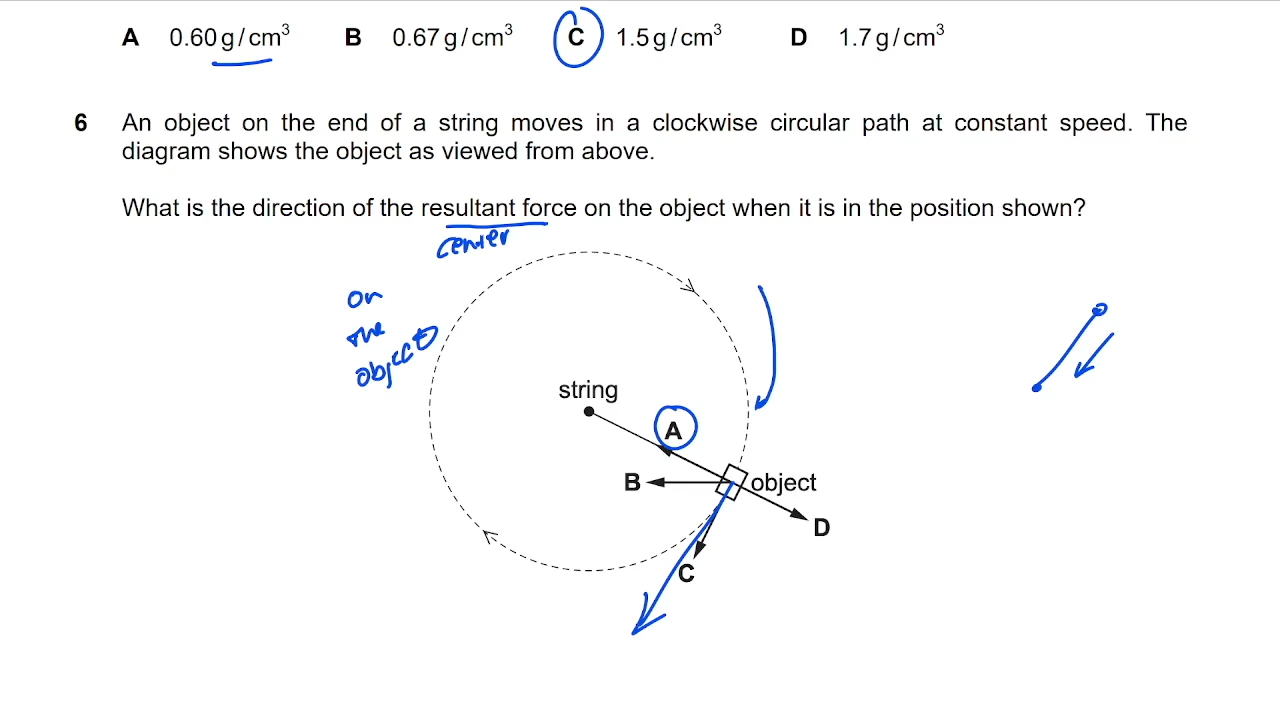 A 0.60 g/cm³ B 0.67 g/cm³ C 1.5 g/cm³ D 1.7 g/cm³
6 An object on the end of a string moves in a clockwise circular path at constant speed. The
diagram shows the object as viewed from above.
What is the direction of the resultant force on the object when it is in the position shown?
center
on
the
object
string
A
B
object
D
C